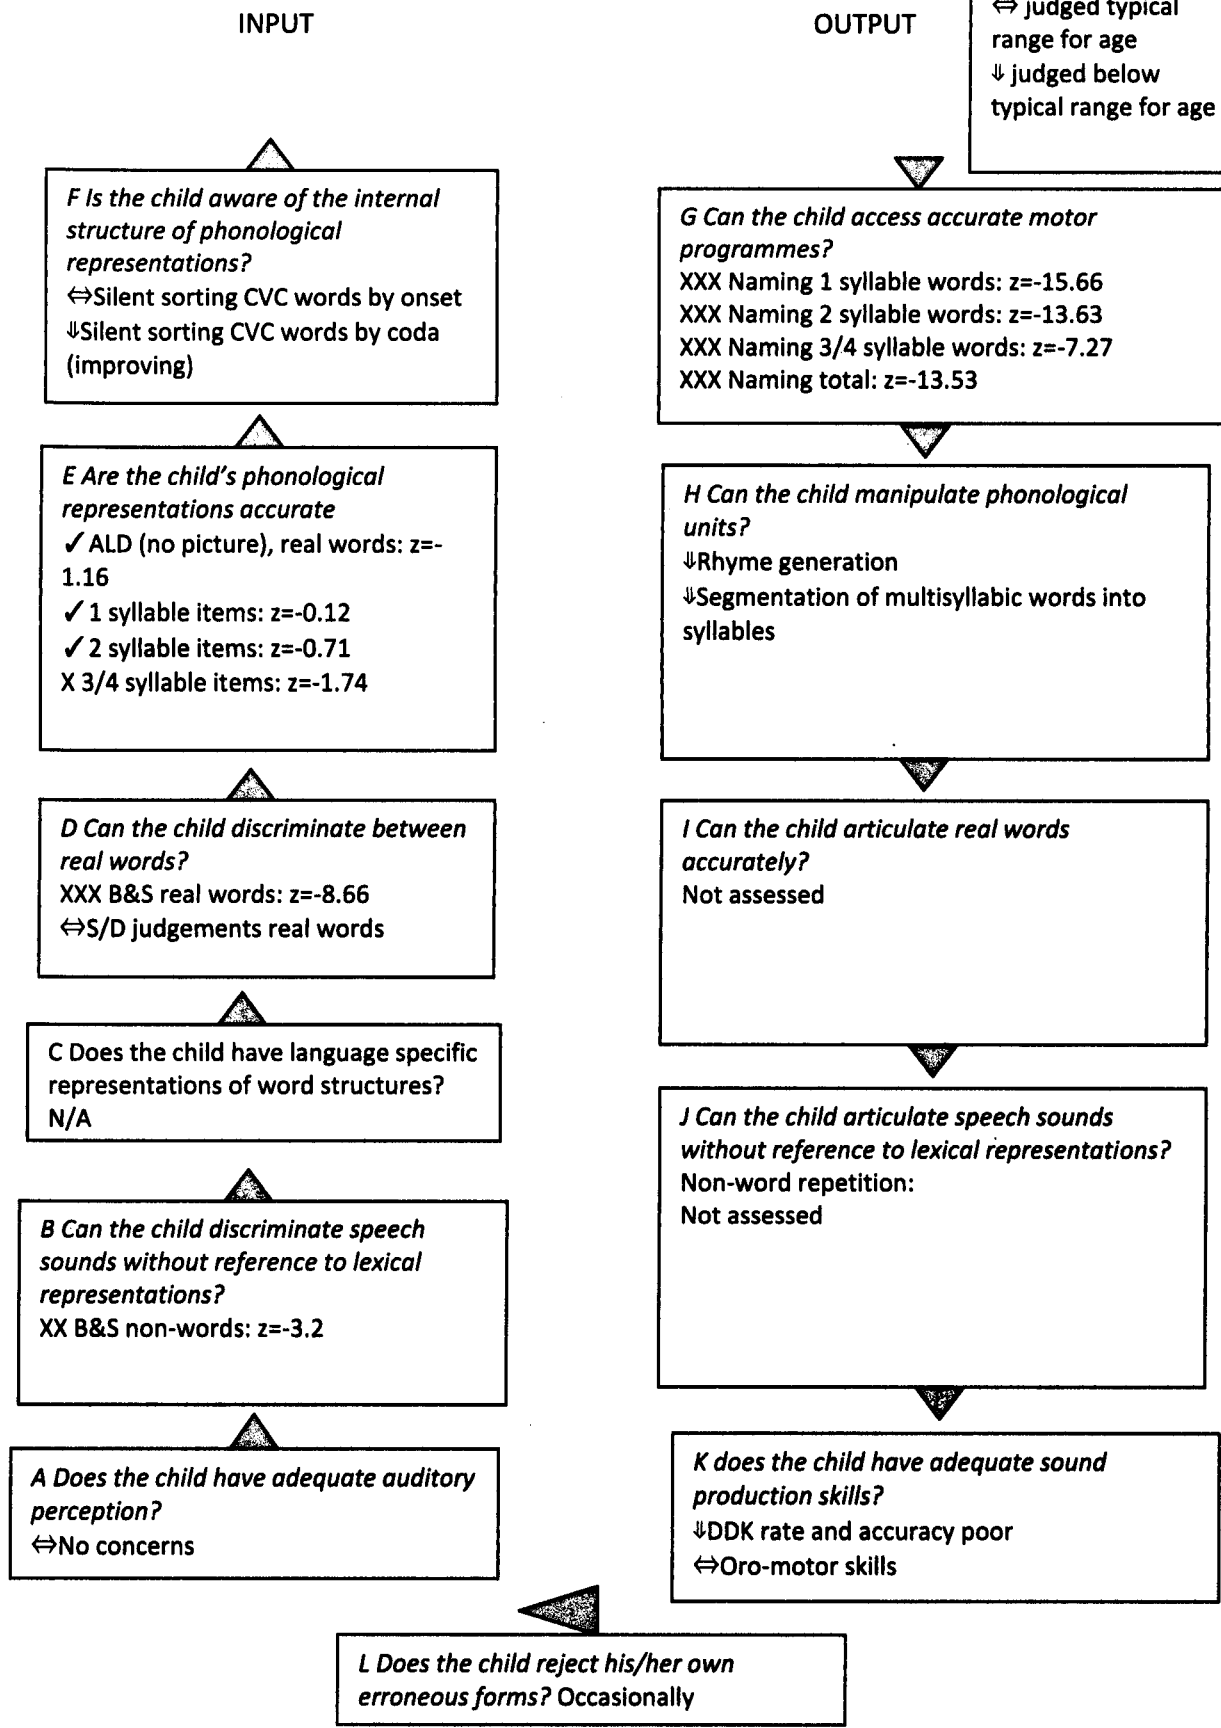 INPUT
OUTPUT
⇔ judged typical
range for age
⇓ judged below
typical range for age
F Is the child aware of the internal
structure of phonological
representations?
⇔Silent sorting CVC words by onset
⇓Silent sorting CVC words by coda
(improving)
E Are the child's phonological
representations accurate
✓ALD (no picture), real words: z=-
1.16
✓1 syllable items: z=-0.12
✓2 syllable items: z=-0.71
X 3/4 syllable items: z=-1.74
D Can the child discriminate between
real words?
XXX B&S real words: z=-8.66
⇔S/D judgements real words
C Does the child have language specific
representations of word structures?
N/A
B Can the child discriminate speech
sounds without reference to lexical
representations?
XX B&S non-words: z=-3.2
A Does the child have adequate auditory
perception?
⇔No concerns
G Can the child access accurate motor
programmes?
XXX Naming 1 syllable words: z=-15.66
XXX Naming 2 syllable words: z=-13.63
XXX Naming 3/4 syllable words: z=-7.27
XXX Naming total: z=-13.53
H Can the child manipulate phonological
units?
⇓Rhyme generation
⇓Segmentation of multisyllabic words into
syllables
I Can the child articulate real words
accurately?
Not assessed
J Can the child articulate speech sounds
without reference to lexical representations?
Non-word repetition:
Not assessed
K does the child have adequate sound
production skills?
⇓DDK rate and accuracy poor
⇔Oro-motor skills
L Does the child reject his/her own
erroneous forms? Occasionally